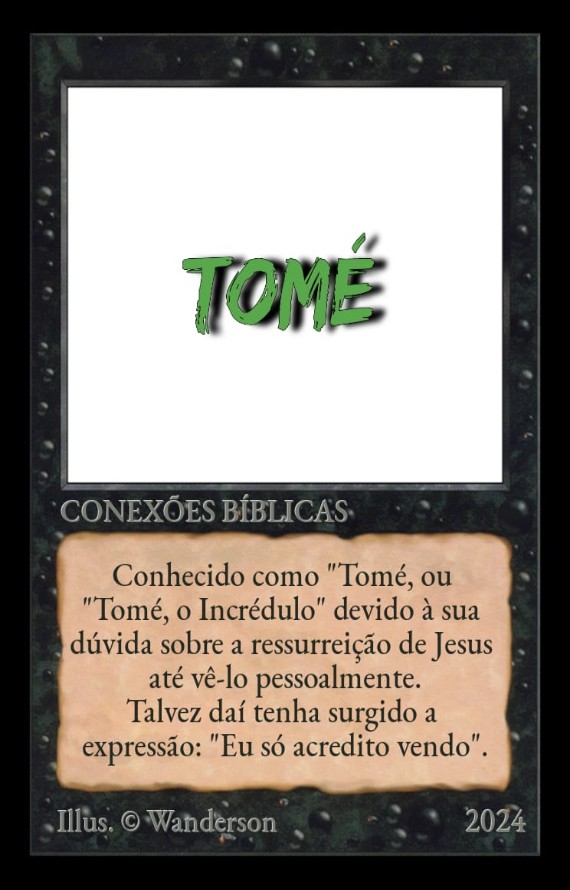 TOMÉ
CONEXÕES BÍBLICAS
Conhecido como "Tomé, ou
"Tomé, o Incrédulo" devido à sua
dúvida sobre a ressurreição de Jesus
até vê-lo pessoalmente.
Talvez daí tenha surgido a
expressão: "Eu só acredito vendo".
Illus. © Wanderson 2024